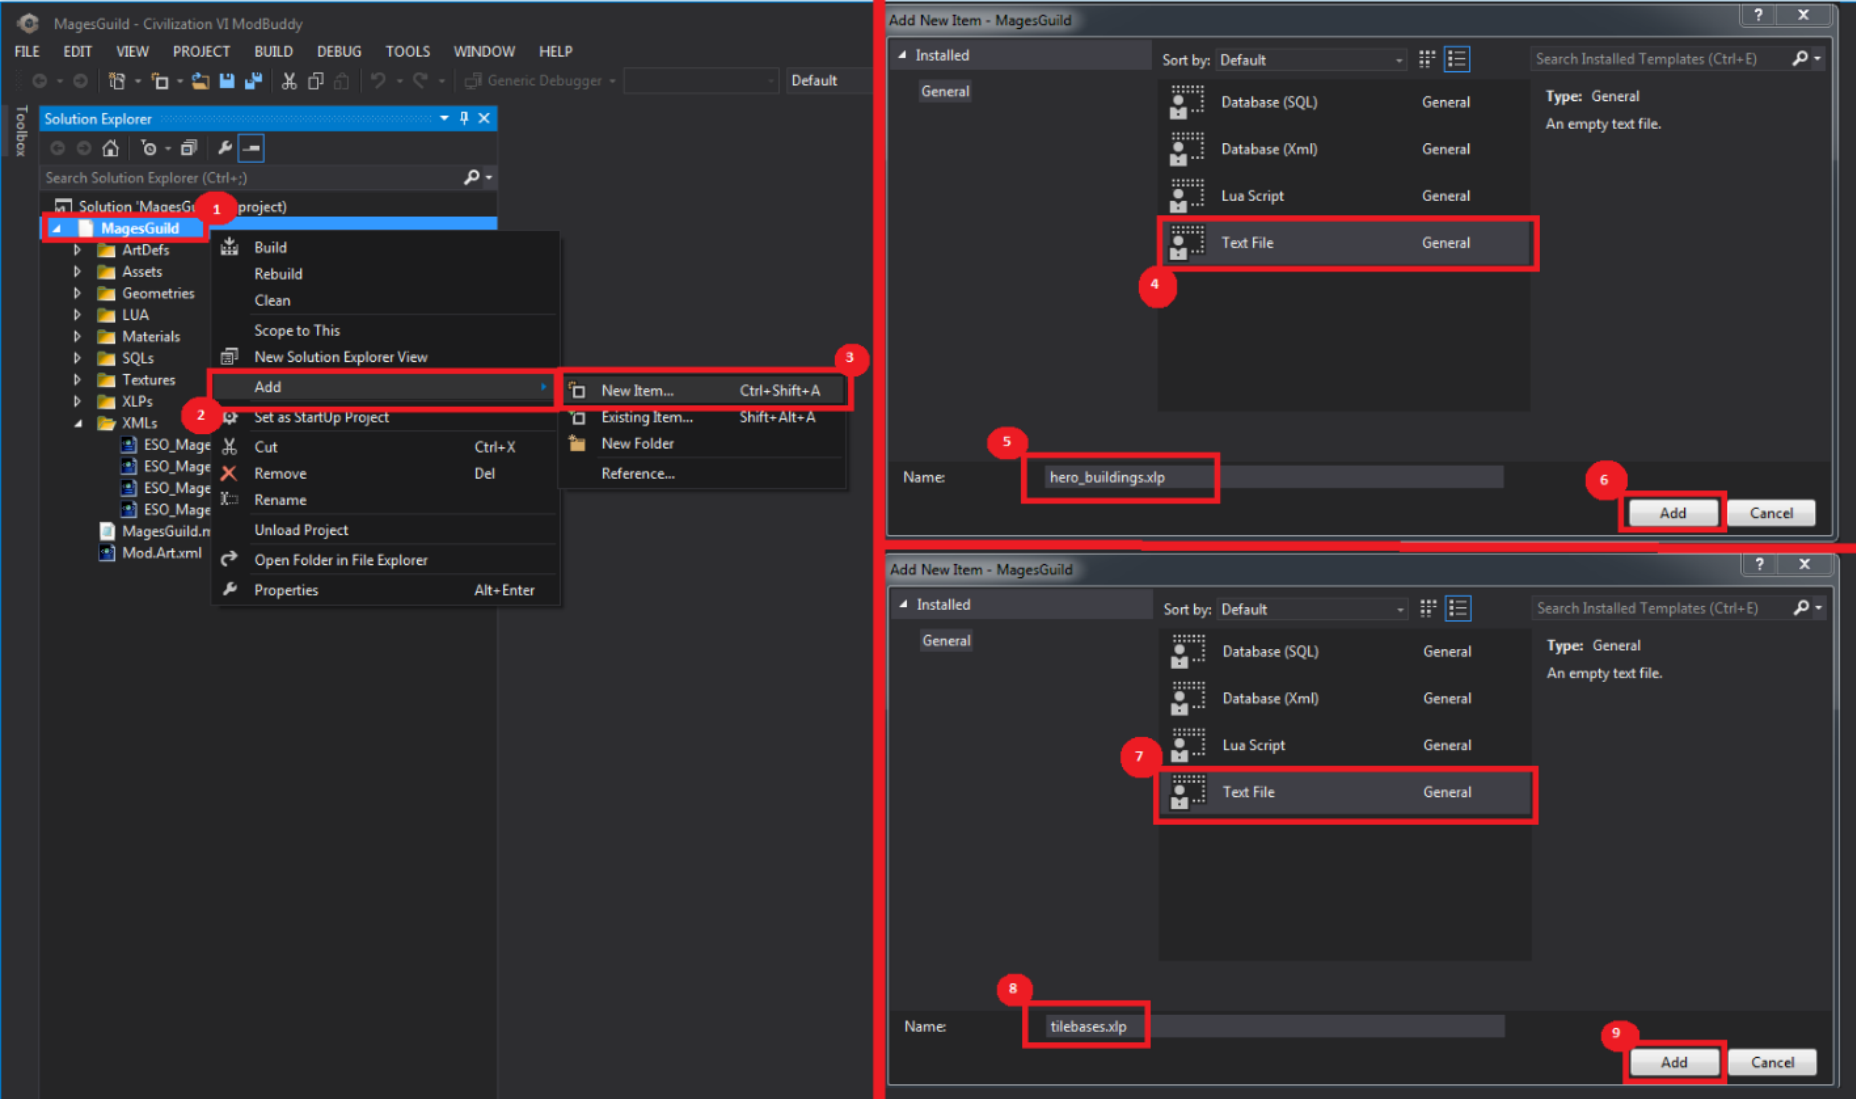 MagesGuild - Civilization VI ModBuddy
FILE EDIT VIEW PROJECT BUILD DEBUG TOOLS WINDOW HELP
Generic Debugger Default
Toolbox
Solution Explorer
Search Solution Explorer (Ctrl+;)
Solution 'MagesGu project)
1
MagesGuild
ArtDefs
Assets
Geometries
LUA
Materials
SQLs
Textures
XLPs
XMLs
ESO_Mage
ESO_Mage
ESO_Mage
ESO_Mage
MagesGuild.m
Mod.Art.xml
Build
Rebuild
Clean
Scope to This
New Solution Explorer View
Add
2
Set as StartUp Project
Cut Ctrl+X
Remove Del
Rename
Unload Project
Open Folder in File Explorer
Properties Alt+Enter
3
New Item... Ctrl+Shift+A
Existing Item... Shift+Alt+A
New Folder
Reference...
Add New Item - MagesGuild ? X
Installed
General
Sort by: Default
Search Installed Templates (Ctrl+E)
Database (SQL) General
Database (Xml) General
Lua Script General
Text File General
4
Type: General
An empty text file.
5
Name: hero_buildings.xlp
6
Add Cancel
Add New Item - MagesGuild ? X
Installed
General
Sort by: Default
Search Installed Templates (Ctrl+E)
Database (SQL) General
Database (Xml) General
Lua Script General
7
Text File General
Type: General
An empty text file.
8
Name: tilebases.xlp
9
Add Cancel